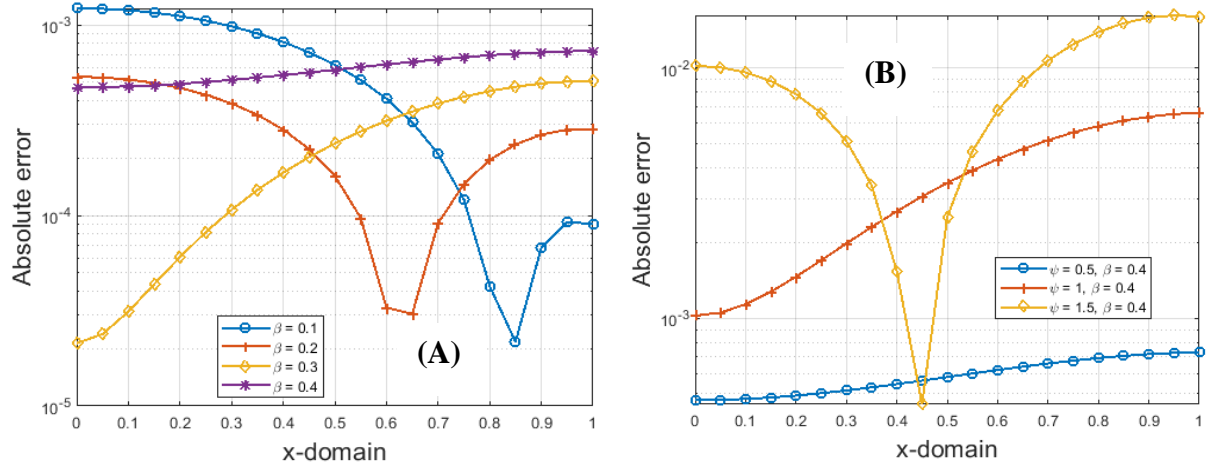 10^-3
10^-4
10^-5
Absolute error
0 0.1 0.2 0.3 0.4 0.5 0.6 0.7 0.8 0.9 1
x-domain
β = 0.1
β = 0.2
β = 0.3
β = 0.4
(A)
10^-2
10^-3
Absolute error
0 0.1 0.2 0.3 0.4 0.5 0.6 0.7 0.8 0.9 1
x-domain
(B)
ψ = 0.5, β = 0.4
ψ = 1, β = 0.4
ψ = 1.5, β = 0.4